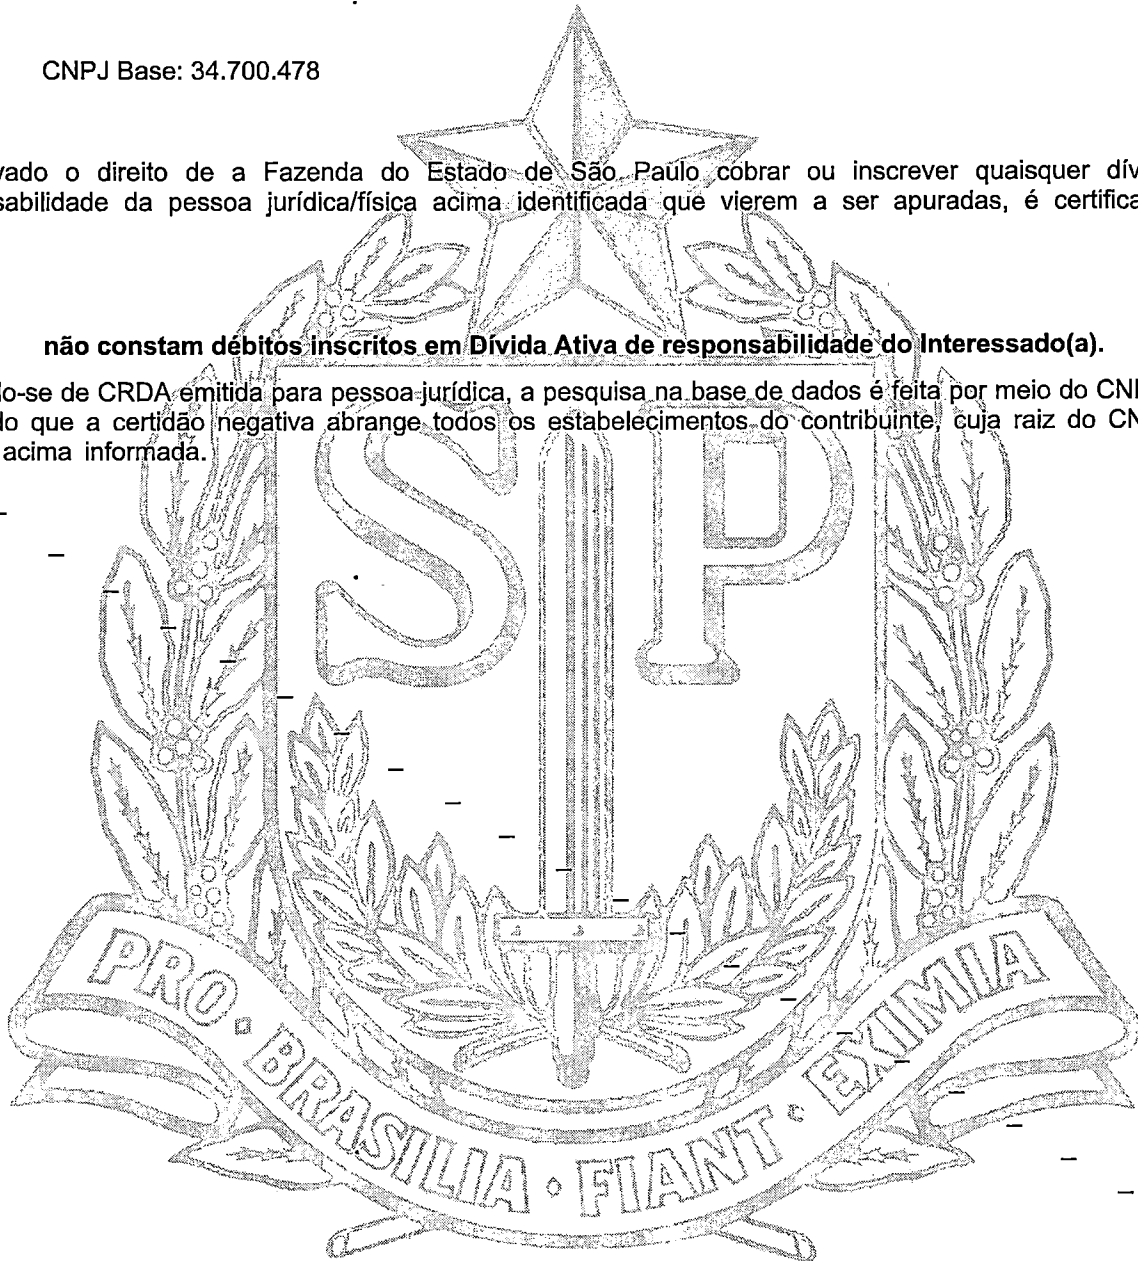 CNPJ Base: 34.700.478
vado o direito de a Fazenda do Estado de São Paulo cobrar ou inscrever quaisquer dív
sabilidade da pessoa jurídica/física acima identificada que vierem a ser apuradas, é certifica
não constam débitos inscritos em Dívida Ativa de responsabilidade do Interessado(a).
do-se de CRDA emitida para pessoa jurídica, a pesquisa na base de dados é feita por meio do CN
do que a certidão negativa abrange todos os estabelecimentos do contribuinte, cuja raiz do CN
acima informada.
SP
PRO · BRASILIA · FIANT · EXIMIA